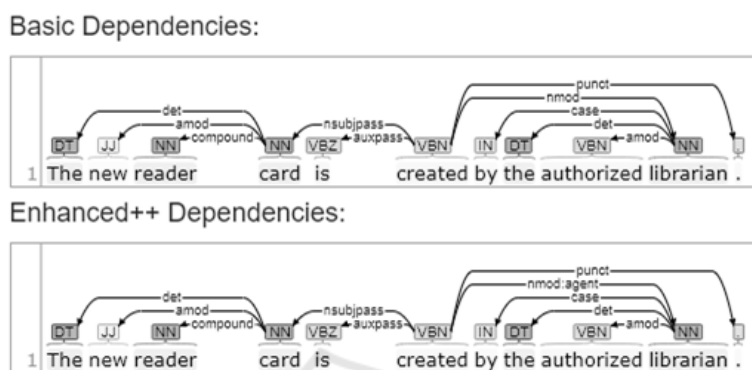 Basic Dependencies:
punct
nmod
det case
amod nsubjpass det
DT JJ NN compound NN VBZ auxpass VBN IN DT VBN amod NN .
1 The new reader card is created by the authorized librarian .
Enhanced++ Dependencies:
punct
nmod:agent
det case
amod nsubjpass det
DT JJ NN compound NN VBZ auxpass VBN IN DT VBN amod NN .
1 The new reader card is created by the authorized librarian .